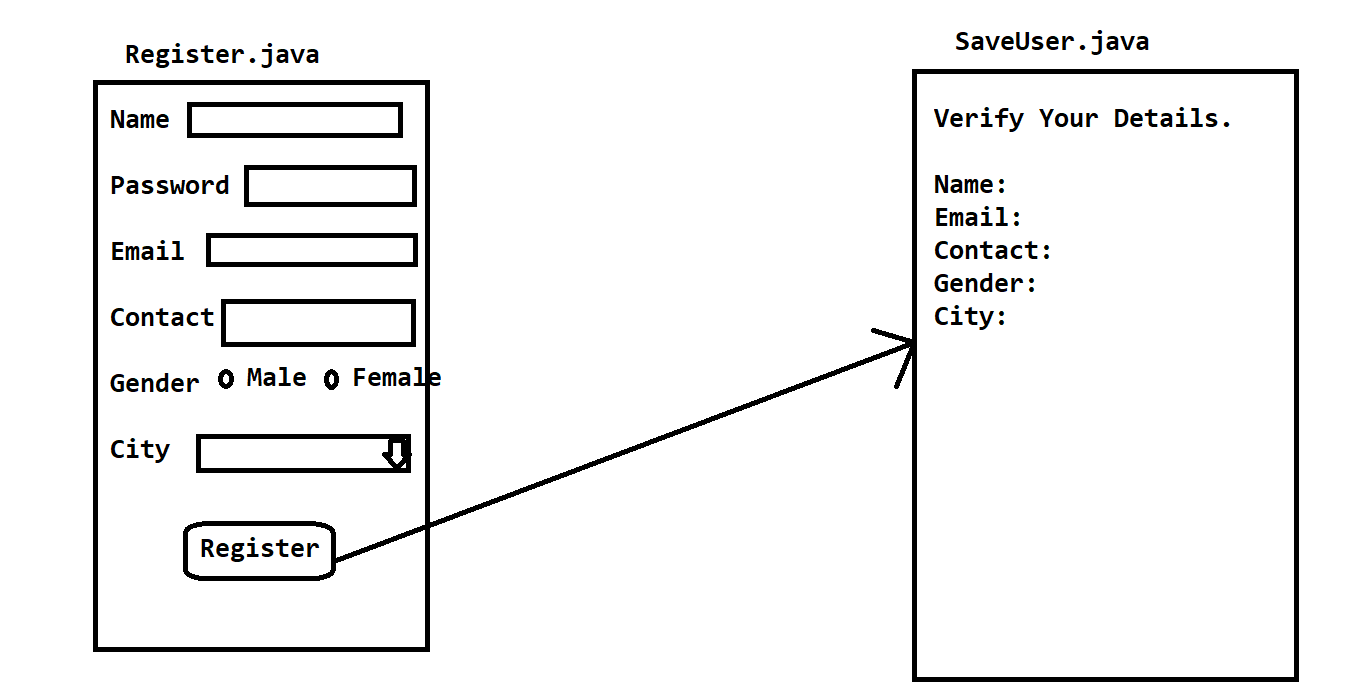 Register.java
Name
Password
Email
Contact
Gender Male Female
City
Register
SaveUser.java
Verify Your Details.
Name:
Email:
Contact:
Gender:
City: